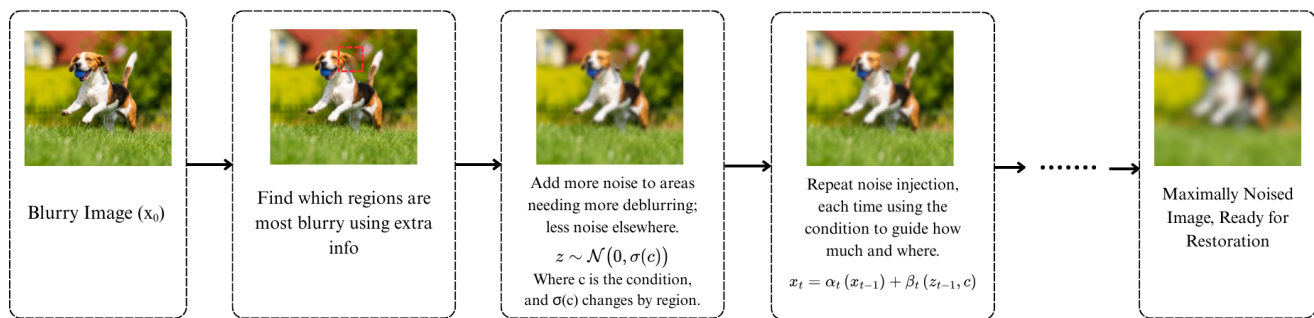 Blurry Image (x₀)
Find which regions are
most blurry using extra
info
Add more noise to areas
needing more deblurring;
less noise elsewhere.
z ∼ 𝒩(0, σ(c))
Where c is the condition,
and σ(c) changes by region.
Repeat noise injection,
each time using the
condition to guide how
much and where.
xₜ = αₜ (xₜ₋₁) + βₜ (zₜ₋₁, c)
Maximally Noised
Image, Ready for
Restoration